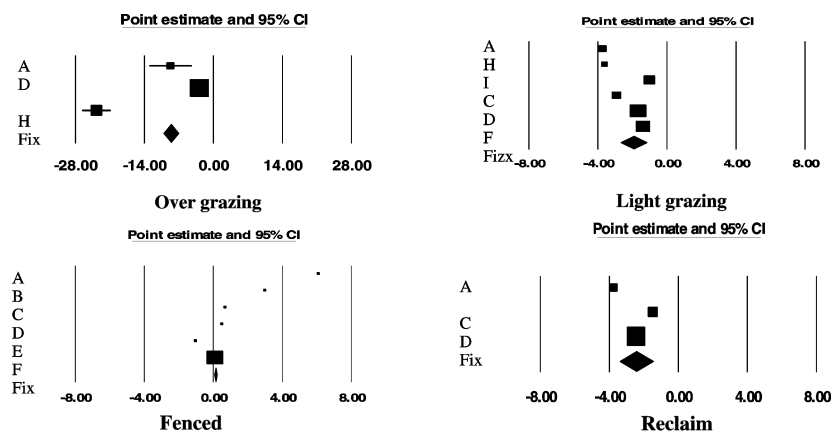 Point estimate and 95% CI
A
D
H
Fix
-28.00 -14.00 0.00 14.00 28.00
Over grazing
Point estimate and 95% CI
A
H
I
C
D
F
Fizx
-8.00 -4.00 0.00 4.00 8.00
Light grazing
Point estimate and 95% CI
A
B
C
D
E
F
Fix
-8.00 -4.00 0.00 4.00 8.00
Fenced
Point estimate and 95% CI
A
C
D
Fix
-8.00 -4.00 0.00 4.00 8.00
Reclaim